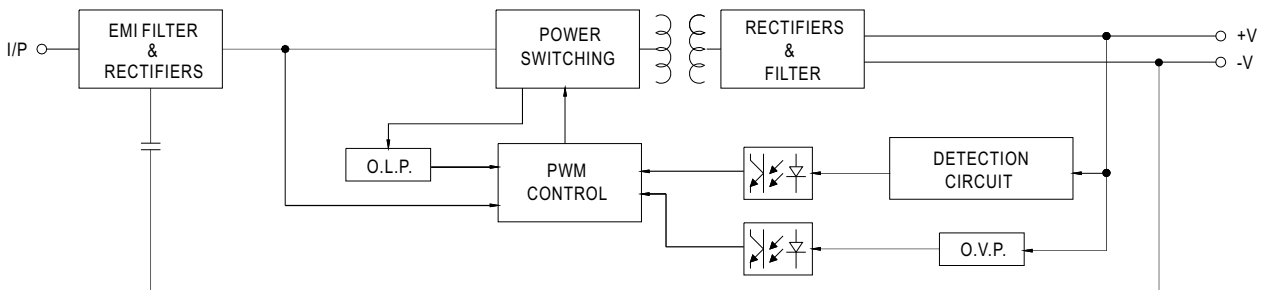 I/P
EMI FILTER
&
RECTIFIERS
POWER
SWITCHING
RECTIFIERS
&
FILTER
+V
-V
O.L.P.
PWM
CONTROL
DETECTION
CIRCUIT
O.V.P.